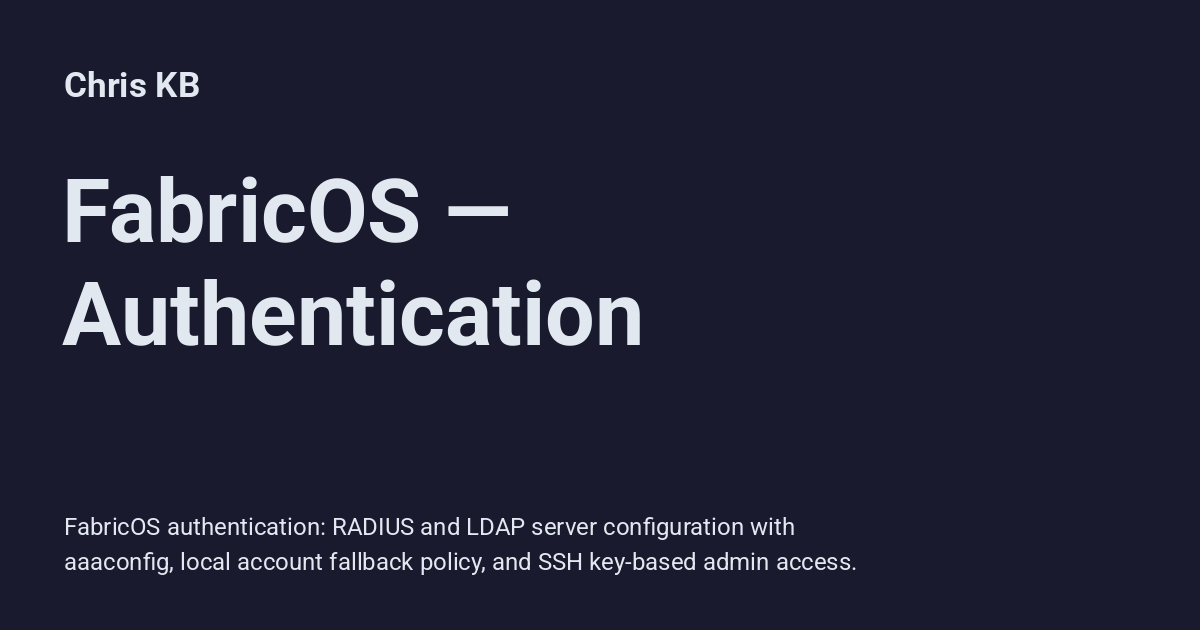 Chris KB
FabricOS —
Authentication
FabricOS authentication: RADIUS and LDAP server configuration with
aaaconfig, local account fallback policy, and SSH key-based admin access.